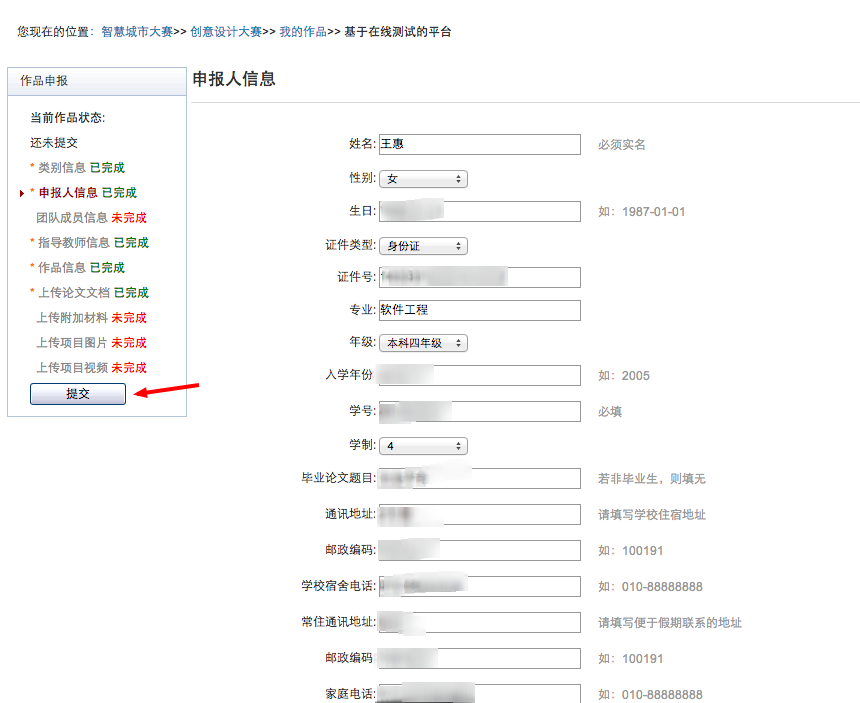 您现在的位置：智慧城市大赛>> 创意设计大赛>> 我的作品>> 基于在线测试的平台
作品申报
当前作品状态:
还未提交
* 类别信息 已完成
* 申报人信息 已完成
团队成员信息 未完成
* 指导教师信息 已完成
* 作品信息 已完成
* 上传论文文档 已完成
上传附加材料 未完成
上传项目图片 未完成
上传项目视频 未完成
提交
申报人信息
姓名: 王惠 必须实名
性别: 女
生日: 如：1987-01-01
证件类型: 身份证
证件号:
专业: 软件工程
年级: 本科四年级
入学年份 如：2005
学号: 必填
学制: 4
毕业论文题目: 若非毕业生，则填无
通讯地址: 请填写学校住宿地址
邮政编码: 如：100191
学校宿舍电话: 如：010-88888888
常住通讯地址: 请填写便于假期联系的地址
邮政编码: 如：100191
家庭电话: 如：010-88888888